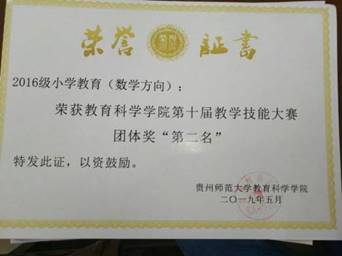 荣誉 證書
2016级小学教育（数学方向）：
荣获教育科学学院第十届教学技能大赛
团体奖“第二名”
特发此证，以资鼓励。
贵州师范大学教育科学学院
二〇一九年五月